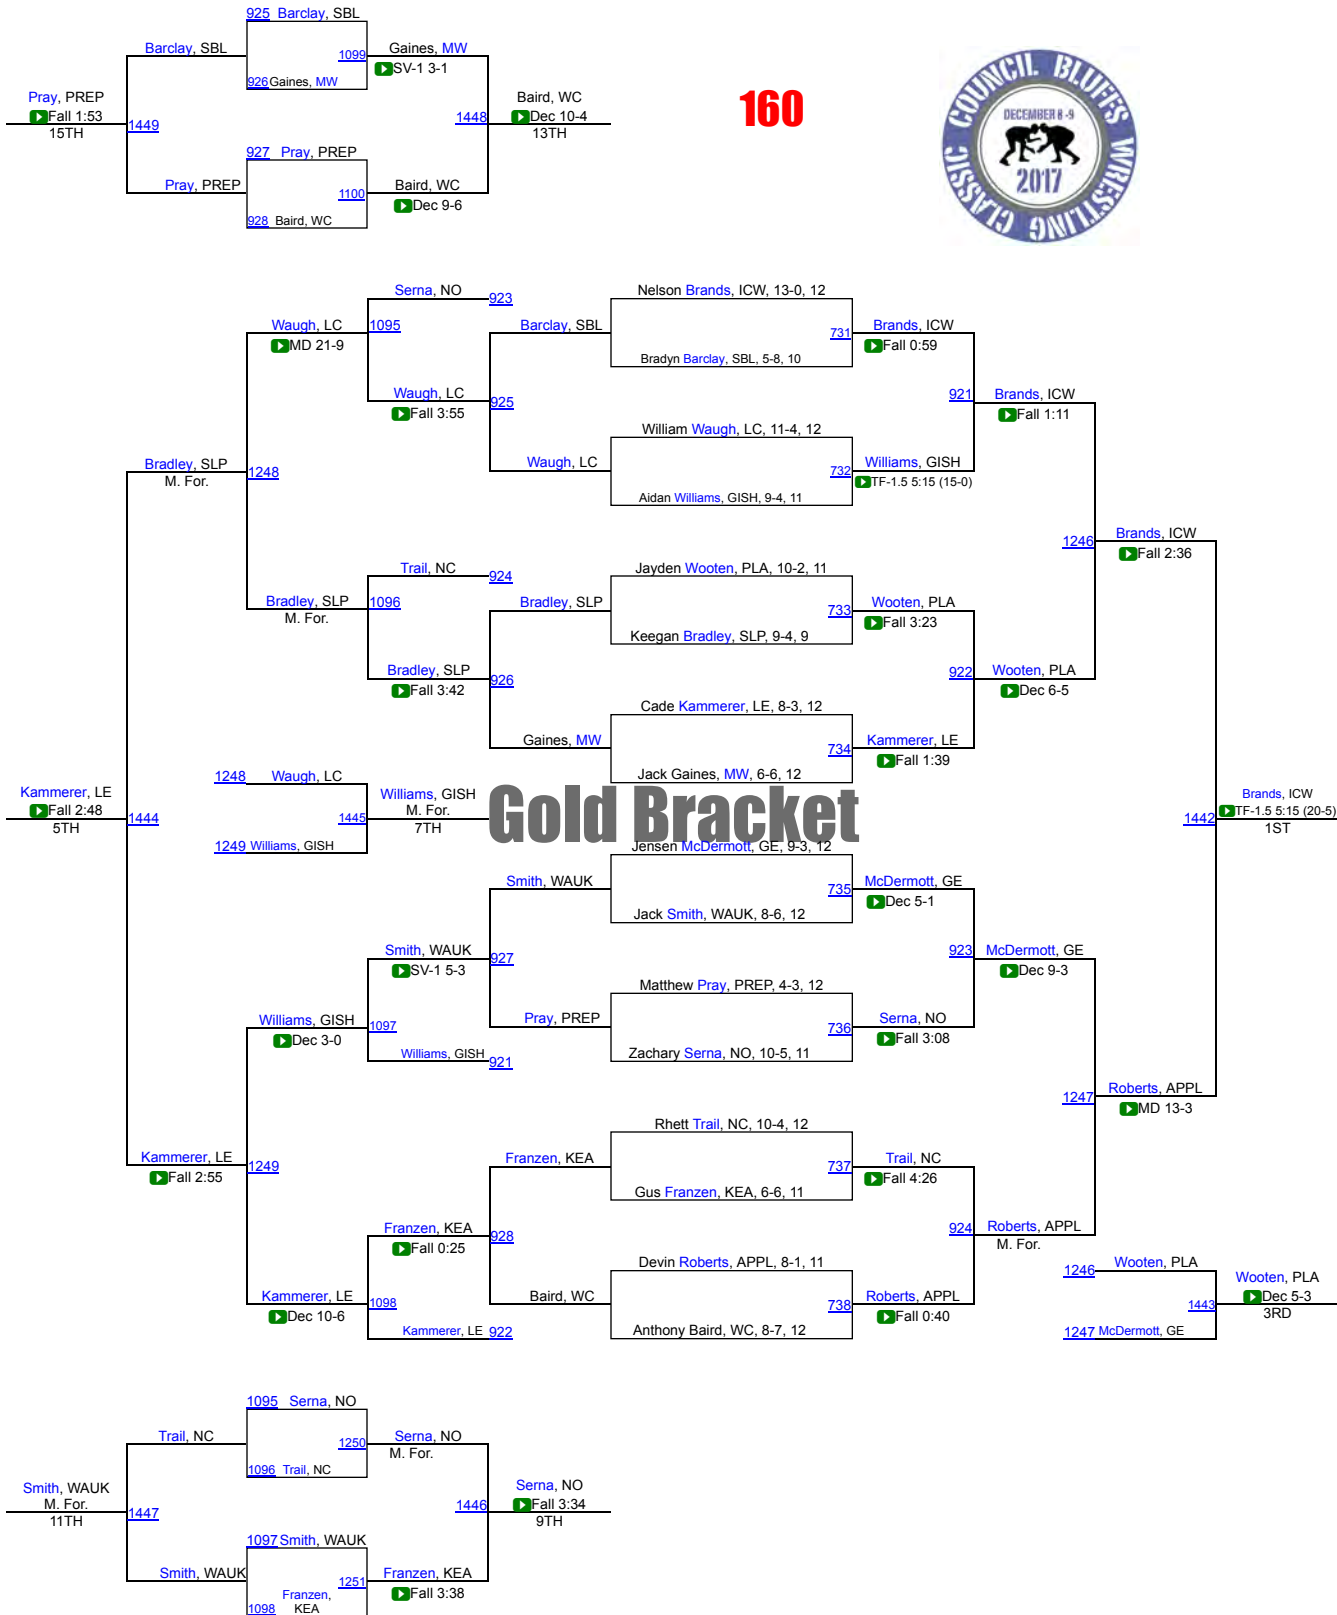 925 Barclay, SBL
Barclay, SBL
1099
Gaines, MW
SV-1 3-1
926 Gaines, MW
Pray, PREP
Fall 1:53
15TH
1449
1448
Baird, WC
Dec 10-4
13TH
927 Pray, PREP
Pray, PREP
1100
Baird, WC
Dec 9-6
928 Baird, WC
160
COUNCIL BLUFFS WRESTLING CLASSIC
DECEMBER 8-9
2017
Serna, NO
923
Nelson Brands, ICW, 13-0, 12
Waugh, LC
MD 21-9
1095
Barclay, SBL
731
Brands, ICW
Fall 0:59
Bradyn Barclay, SBL, 5-8, 10
Waugh, LC
Fall 3:55
925
921
Brands, ICW
Fall 1:11
William Waugh, LC, 11-4, 12
Bradley, SLP
M. For.
1248
Waugh, LC
732
Williams, GISH
TF-1.5 5:15 (15-0)
Aidan Williams, GISH, 9-4, 11
1246
Brands, ICW
Fall 2:36
Trail, NC
924
Jayden Wooten, PLA, 10-2, 11
Bradley, SLP
M. For.
1096
Bradley, SLP
733
Wooten, PLA
Fall 3:23
Keegan Bradley, SLP, 9-4, 9
Bradley, SLP
Fall 3:42
926
922
Wooten, PLA
Dec 6-5
Cade Kammerer, LE, 8-3, 12
Gaines, MW
734
Kammerer, LE
Fall 1:39
Jack Gaines, MW, 6-6, 12
1248 Waugh, LC
Kammerer, LE
Fall 2:48
5TH
1444
1445
Williams, GISH
M. For.
7TH
1249 Williams, GISH
Gold Bracket
1442
Brands, ICW
TF-1.5 5:15 (20-5)
1ST
Jensen McDermott, GE, 9-3, 12
Smith, WAUK
735
McDermott, GE
Dec 5-1
Jack Smith, WAUK, 8-6, 12
Smith, WAUK
SV-1 5-3
927
923
McDermott, GE
Dec 9-3
Matthew Pray, PREP, 4-3, 12
Williams, GISH
Dec 3-0
1097
Pray, PREP
736
Serna, NO
Fall 3:08
Williams, GISH
921
Zachary Serna, NO, 10-5, 11
1247
Roberts, APPL
MD 13-3
Rhett Trail, NC, 10-4, 12
Kammerer, LE
Fall 2:55
1249
Franzen, KEA
737
Trail, NC
Fall 4:26
Gus Franzen, KEA, 6-6, 11
Franzen, KEA
Fall 0:25
928
924
Roberts, APPL
M. For.
Devin Roberts, APPL, 8-1, 11
Kammerer, LE
Dec 10-6
1098
Baird, WC
738
Roberts, APPL
Fall 0:40
Kammerer, LE 922
Anthony Baird, WC, 8-7, 12
1246 Wooten, PLA
1443
Wooten, PLA
Dec 5-3
3RD
1247 McDermott, GE
1095 Serna, NO
Trail, NC
1250
Serna, NO
M. For.
1096 Trail, NC
Smith, WAUK
M. For.
11TH
1447
1446
Serna, NO
Fall 3:34
9TH
1097 Smith, WAUK
Smith, WAUK
1251
Franzen, KEA
Fall 3:38
1098 Franzen,
KEA